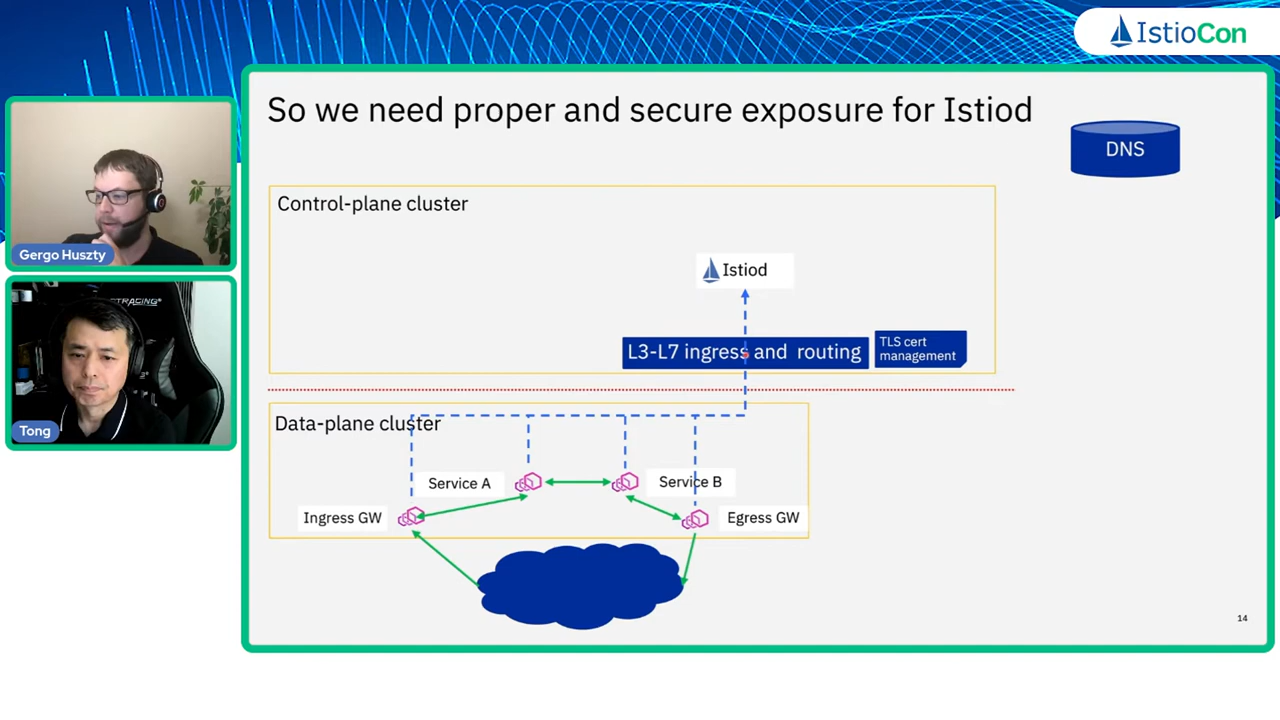 IstioCon
So we need proper and secure exposure for Istiod
DNS
Control-plane cluster
Istiod
L3-L7 ingress and routing
TLS cert
management
Data-plane cluster
Service A
Service B
Ingress GW
Egress GW
14
Gergo Huszty
TRACING
Tong